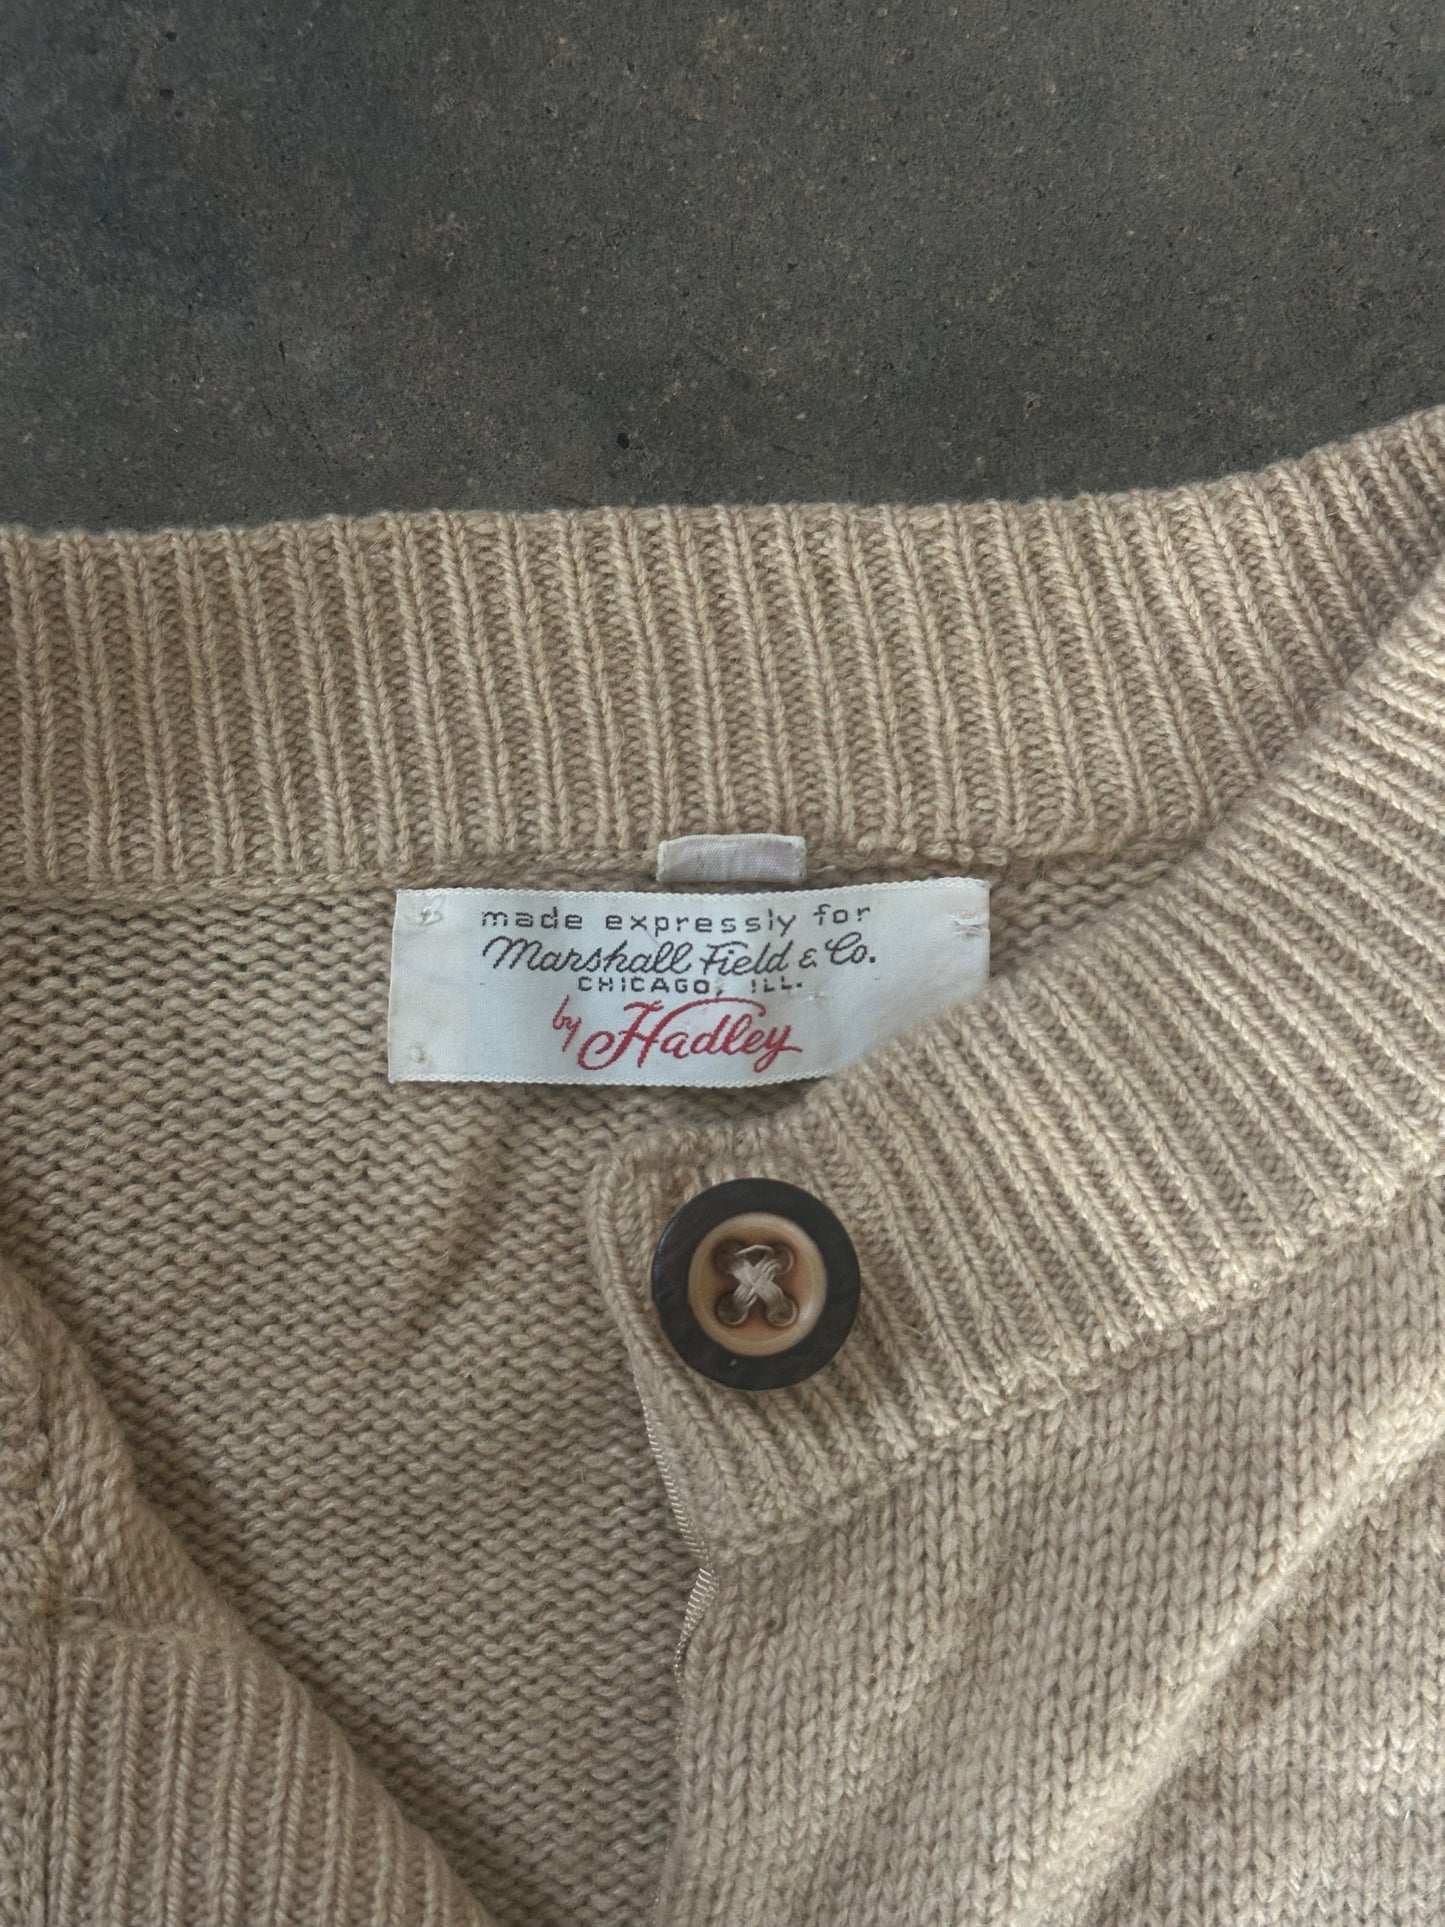 made expressly for
Marshall Field & Co.
CHICAGO, ILL.
by Hadley